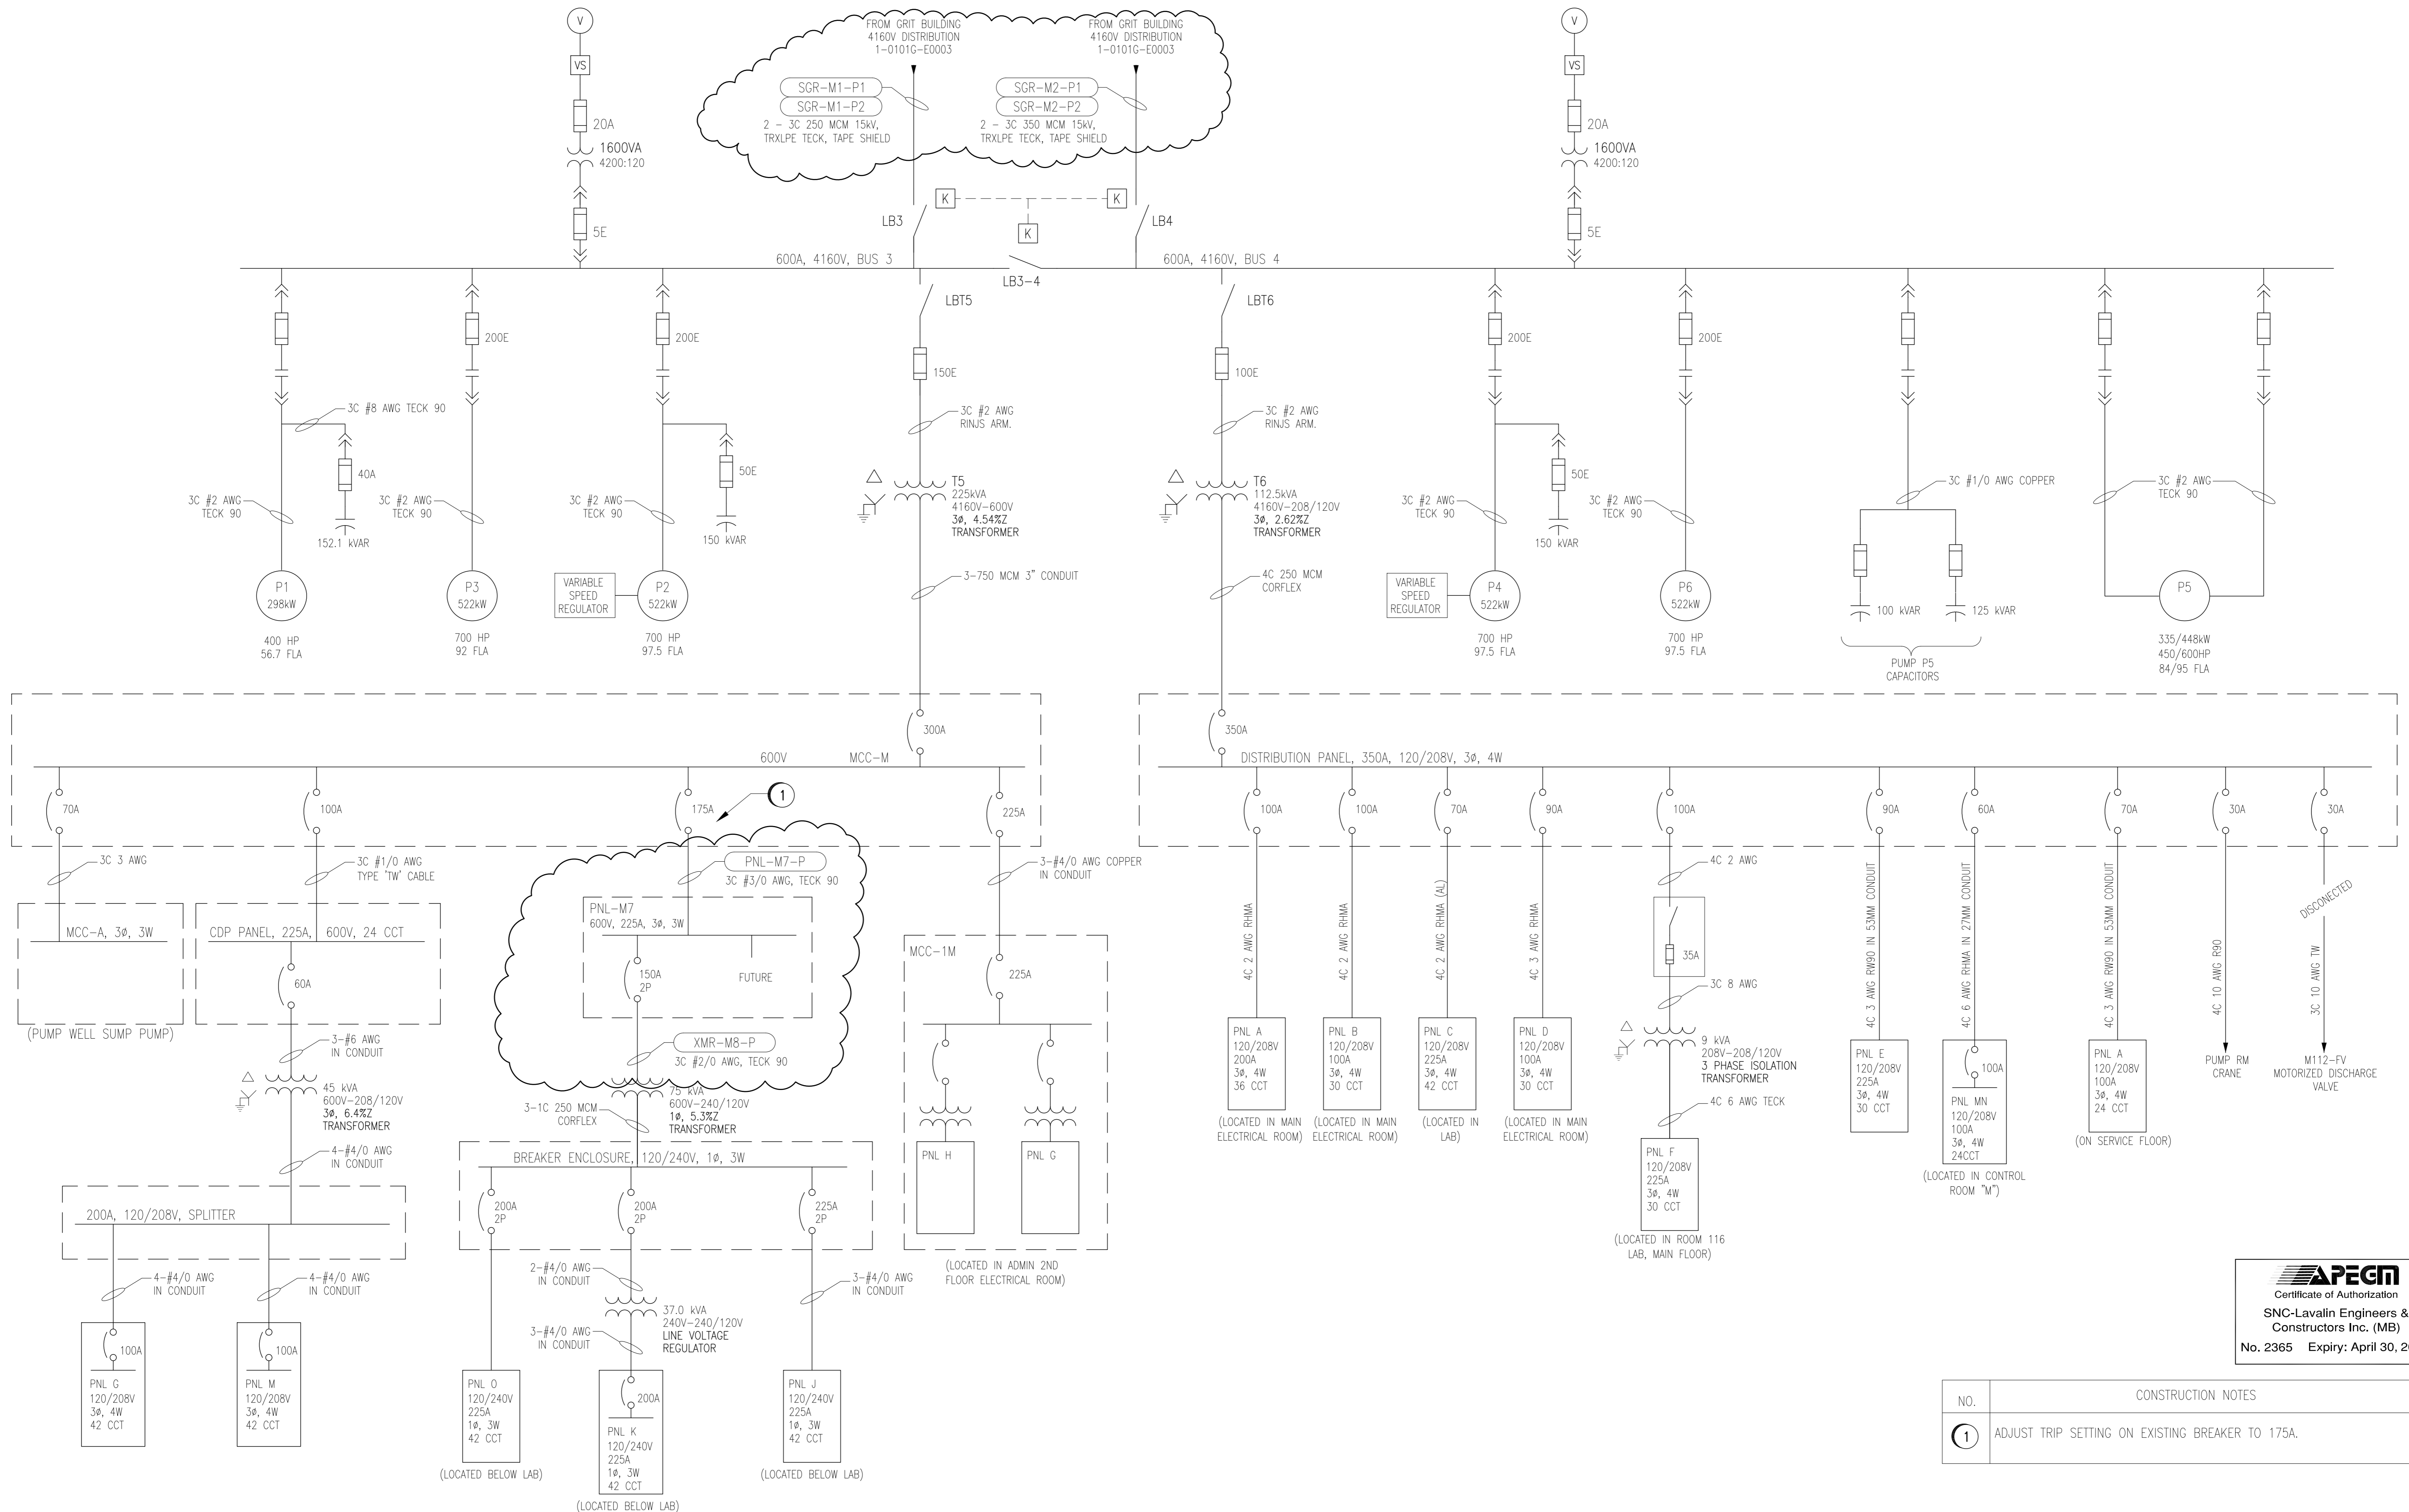 V
VS
20A
1600VA
4200:120
5E
FROM GRIT BUILDING
4160V DISTRIBUTION
1-0101G-E0003
FROM GRIT BUILDING
4160V DISTRIBUTION
1-0101G-E0003
SGR-M1-P1
SGR-M1-P2
2 - 3C 250 MCM 15kV,
TRXLPE TECK, TAPE SHIELD
SGR-M2-P1
SGR-M2-P2
2 - 3C 350 MCM 15kV,
TRXLPE TECK, TAPE SHIELD
V
VS
20A
1600VA
4200:120
5E
K
K
K
LB3
LB4
600A, 4160V, BUS 3
LB3-4
600A, 4160V, BUS 4
3C #8 AWG TECK 90
40A
152.1 kVAR
3C #2 AWG
TECK 90
P1
298kW
400 HP
56.7 FLA
200E
3C #2 AWG
TECK 90
P3
522kW
700 HP
92 FLA
200E
50E
150 kVAR
3C #2 AWG
TECK 90
VARIABLE
SPEED
REGULATOR
P2
522kW
700 HP
97.5 FLA
LBT5
150E
3C #2 AWG
RINJS ARM.
T5
225kVA
4160V-600V
3ø, 4.54%Z
TRANSFORMER
3-750 MCM 3" CONDUIT
LBT6
100E
3C #2 AWG
RINJS ARM.
T6
112.5kVA
4160V-208/120V
3ø, 2.62%Z
TRANSFORMER
4C 250 MCM
CORFLEX
200E
50E
150 kVAR
3C #2 AWG
TECK 90
VARIABLE
SPEED
REGULATOR
P4
522kW
700 HP
97.5 FLA
200E
3C #2 AWG
TECK 90
P6
522kW
700 HP
97.5 FLA
3C #1/0 AWG COPPER
100 kVAR
125 kVAR
PUMP P5
CAPACITORS
3C #2 AWG
TECK 90
P5
335/448kW
450/600HP
84/95 FLA
300A
600V
MCC-M
70A
100A
175A
1
225A
350A
DISTRIBUTION PANEL, 350A, 120/208V, 3ø, 4W
100A
100A
70A
90A
100A
90A
60A
70A
30A
30A
3C 3 AWG
MCC-A, 3ø, 3W
(PUMP WELL SUMP PUMP)
3C #1/0 AWG
TYPE 'TW' CABLE
CDP PANEL, 225A, 600V, 24 CCT
60A
3-#6 AWG
IN CONDUIT
45 kVA
600V-208/120V
3ø, 6.4%Z
TRANSFORMER
4-#4/0 AWG
IN CONDUIT
200A, 120/208V, SPLITTER
4-#4/0 AWG
IN CONDUIT
4-#4/0 AWG
IN CONDUIT
100A
PNL G
120/208V
3ø, 4W
42 CCT
100A
PNL M
120/208V
3ø, 4W
42 CCT
PNL-M7-P
3C #3/0 AWG, TECK 90
PNL-M7
600V, 225A, 3ø, 3W
150A
2P
FUTURE
XMR-M8-P
3C #2/0 AWG, TECK 90
75 kVA
600V-240/120V
1ø, 5.3%Z
TRANSFORMER
3-1C 250 MCM
CORFLEX
BREAKER ENCLOSURE, 120/240V, 1ø, 3W
200A
2P
200A
2P
225A
2P
2-#4/0 AWG
IN CONDUIT
37.0 kVA
240V-240/120V
LINE VOLTAGE
REGULATOR
3-#4/0 AWG
IN CONDUIT
3-#4/0 AWG
IN CONDUIT
PNL O
120/240V
225A
1ø, 3W
42 CCT
(LOCATED BELOW LAB)
200A
PNL K
120/240V
225A
1ø, 3W
42 CCT
(LOCATED BELOW LAB)
PNL J
120/240V
225A
1ø, 3W
42 CCT
(LOCATED BELOW LAB)
3-#4/0 AWG COPPER
IN CONDUIT
MCC-1M
225A
PNL H
PNL G
(LOCATED IN ADMIN 2ND
FLOOR ELECTRICAL ROOM)
4C 2 AWG RHMA
PNL A
120/208V
200A
3ø, 4W
36 CCT
(LOCATED IN MAIN
ELECTRICAL ROOM)
4C 2 AWG RHMA
PNL B
120/208V
100A
3ø, 4W
30 CCT
(LOCATED IN MAIN
ELECTRICAL ROOM)
4C 2 AWG RHMA (AL)
PNL C
120/208V
225A
3ø, 4W
42 CCT
(LOCATED IN
LAB)
4C 3 AWG RHMA
PNL D
120/208V
100A
3ø, 4W
30 CCT
(LOCATED IN MAIN
ELECTRICAL ROOM)
4C 2 AWG
35A
3C 8 AWG
9 kVA
208V-208/120V
3 PHASE ISOLATION
TRANSFORMER
4C 6 AWG TECK
PNL F
120/208V
225A
3ø, 4W
30 CCT
(LOCATED IN ROOM 116
LAB, MAIN FLOOR)
4C 3 AWG RW90 IN 53MM CONDUIT
PNL E
120/208V
225A
3ø, 4W
30 CCT
4C 6 AWG RHMA IN 27MM CONDUIT
100A
PNL MN
120/208V
100A
3ø, 4W
24CCT
(LOCATED IN CONTROL
ROOM "M")
4C 3 AWG RW90 IN 53MM CONDUIT
PNL A
120/208V
100A
3ø, 4W
24 CCT
(ON SERVICE FLOOR)
4C 10 AWG R90
PUMP RM
CRANE
DISCONECTED
3C 10 AWG TW
M112-FV
MOTORIZED DISCHARGE
VALVE
APEGM
Certificate of Authorization
SNC-Lavalin Engineers &
Constructors Inc. (MB)
No. 2365 Expiry: April 30,
NO.
CONSTRUCTION NOTES
1
ADJUST TRIP SETTING ON EXISTING BREAKER TO 175A.